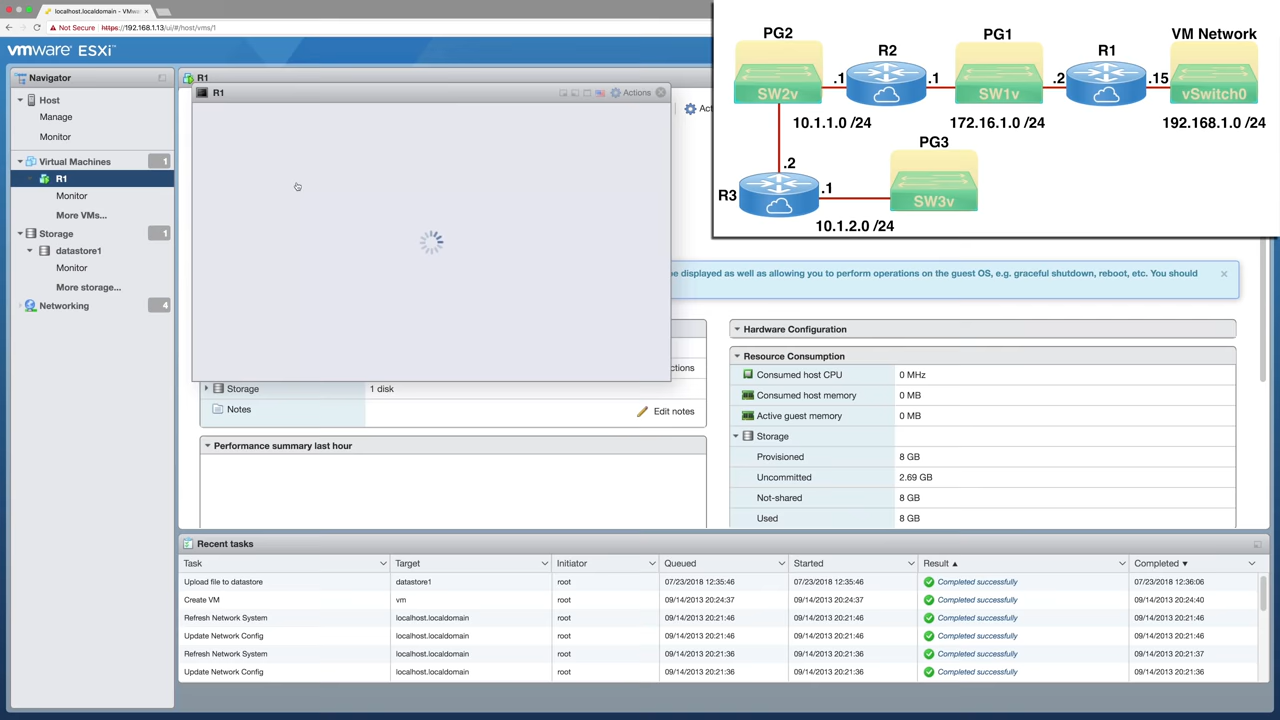 localhost.localdomain - VMw
Not Secure https://192.168.1.13/ui/#/host/vms/1
vmware ESXi™
Navigator
Host
Manage
Monitor
Virtual Machines 1
R1
Monitor
More VMs...
Storage 1
datastore1
Monitor
More storage...
Networking 4
R1
R1
Actions
PG2
R2
PG1
R1
VM Network
SW2v
.1
.1
SW1v
.2
.15
vSwitch0
10.1.1.0 /24
172.16.1.0 /24
192.168.1.0 /24
PG3
.2
R3
.1
SW3v
10.1.2.0 /24
be displayed as well as allowing you to perform operations on the guest OS, e.g. graceful shutdown, reboot, etc. You should
Storage 1 disk
Notes Edit notes
Performance summary last hour
Hardware Configuration
Resource Consumption
Consumed host CPU 0 MHz
Consumed host memory 0 MB
Active guest memory 0 MB
Storage
Provisioned 8 GB
Uncommitted 2.69 GB
Not-shared 8 GB
Used 8 GB
Recent tasks
Task Target Initiator Queued Started Result Completed
Upload file to datastore datastore1 root 07/23/2018 12:35:46 07/23/2018 12:35:46 Completed successfully 07/23/2018 12:36:06
Create VM vm root 09/14/2013 20:24:37 09/14/2013 20:24:37 Completed successfully 09/14/2013 20:24:40
Refresh Network System localhost.localdomain root 09/14/2013 20:21:46 09/14/2013 20:21:46 Completed successfully 09/14/2013 20:21:46
Update Network Config localhost.localdomain root 09/14/2013 20:21:46 09/14/2013 20:21:46 Completed successfully 09/14/2013 20:21:46
Refresh Network System localhost.localdomain root 09/14/2013 20:21:36 09/14/2013 20:21:36 Completed successfully 09/14/2013 20:21:37
Update Network Config localhost.localdomain root 09/14/2013 20:21:36 09/14/2013 20:21:36 Completed successfully 09/14/2013 20:21:36